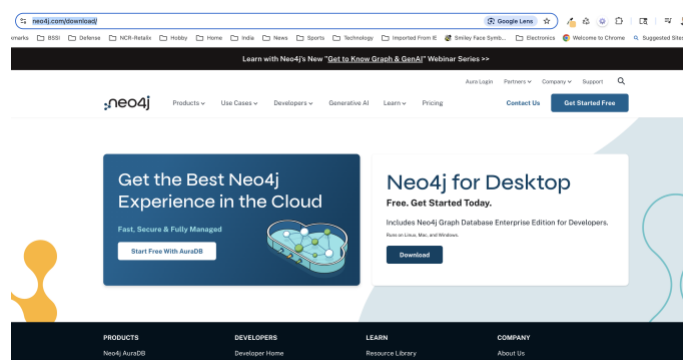 neo4j.com/download/
Google Lens
omarks BSSI Defense NCR-Retalix Hobby Home India News Sports Technology Imported From IE Smiley Face Symb... Electronics Welcome to Chrome Suggested Sites
Learn with Neo4j's New "Get to Know Graph & GenAI" Webinar Series >>
Aura Login Partners Company Support
neo4j Products Use Cases Developers Generative AI Learn Pricing Contact Us Get Started Free
Get the Best Neo4j
Experience in the Cloud
Fast, Secure & Fully Managed
Start Free With AuraDB
Neo4j for Desktop
Free. Get Started Today.
Includes Neo4j Graph Database Enterprise Edition for Developers.
Runs on Linux, Mac, and Windows.
Download
PRODUCTS DEVELOPERS LEARN COMPANY
Neo4j AuraDB Developer Home Resource Library About Us